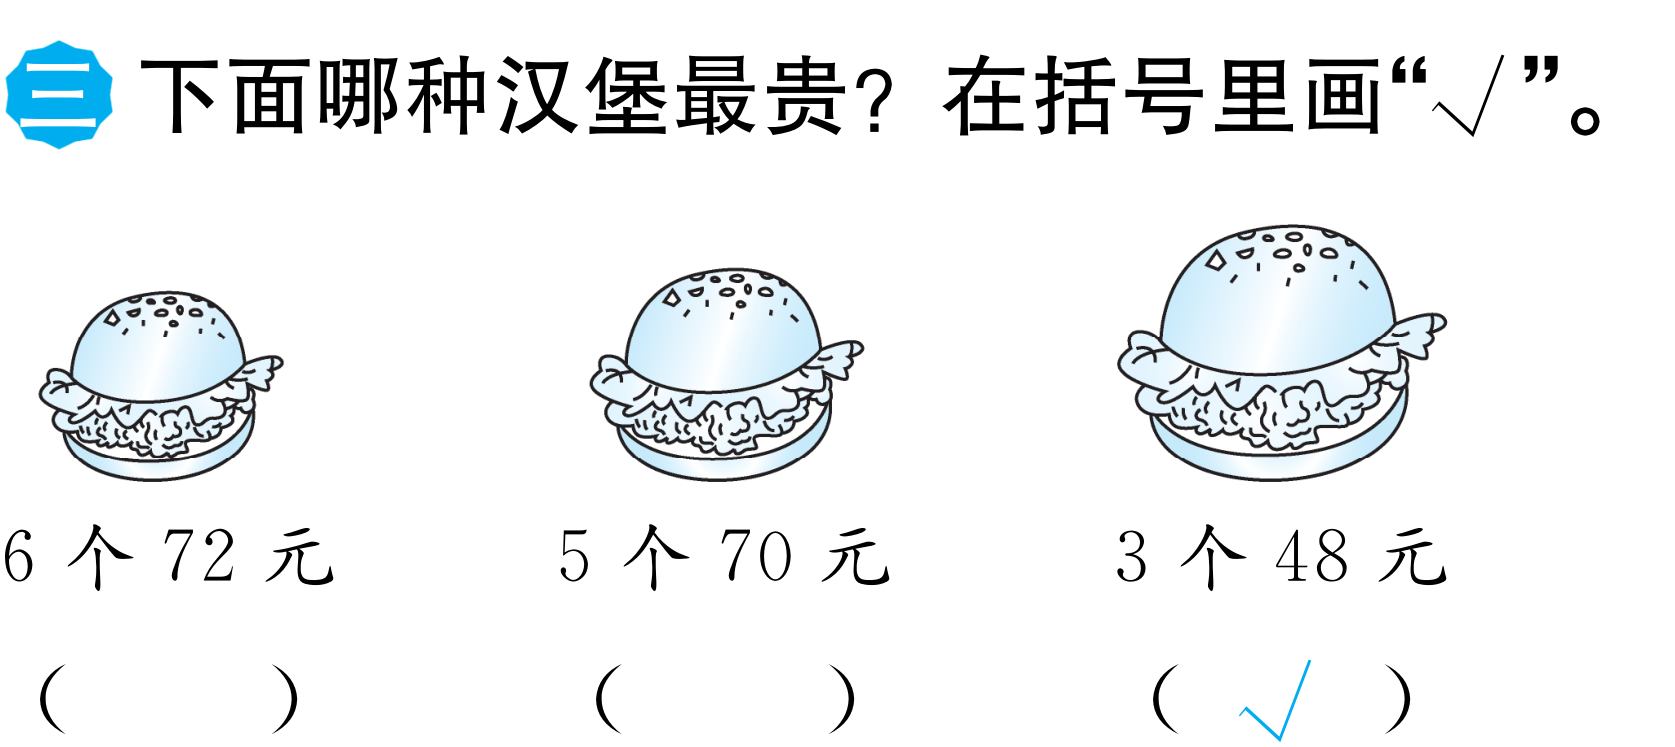 三 下面哪种汉堡最贵？在括号里画“√”。
6 个 72 元 5 个 70 元 3 个 48 元
（ ） （ ） （ √ ）